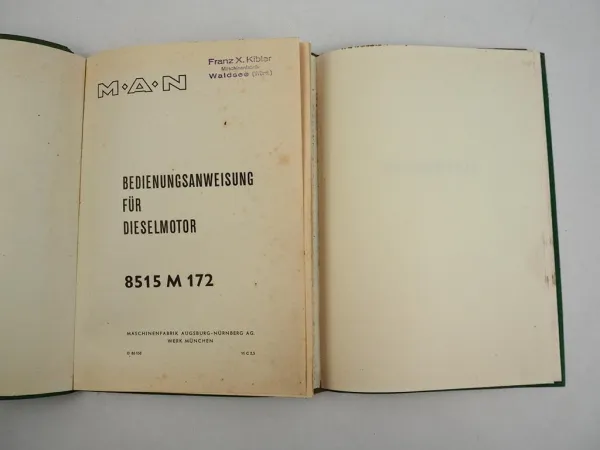 M·A·N
Franz X. Kibler
Waldsee
BEDIENUNGSANWEISUNG
FÜR
DIESELMOTOR
8515 M 172
MASCHINENFABRIK AUGSBURG-NÜRNBERG AG.
WERK MÜNCHEN